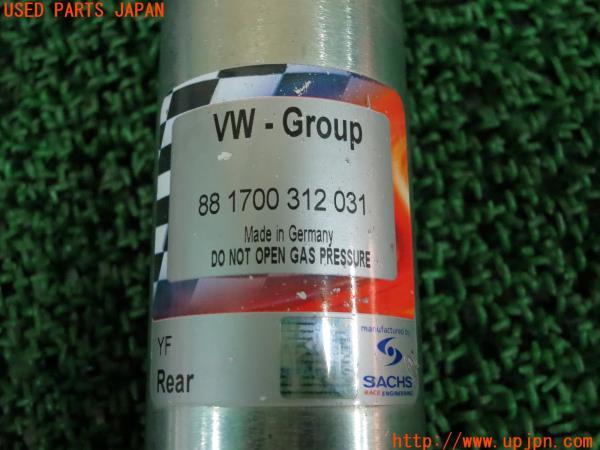 USED PARTS JAPAN
VW - Group
88 1700 312 031
Made in Germany
DO NOT OPEN GAS PRESSURE
YF
Rear
manufactured by
SACHS
RACE ENGINEERING
http://www.upjpn.com